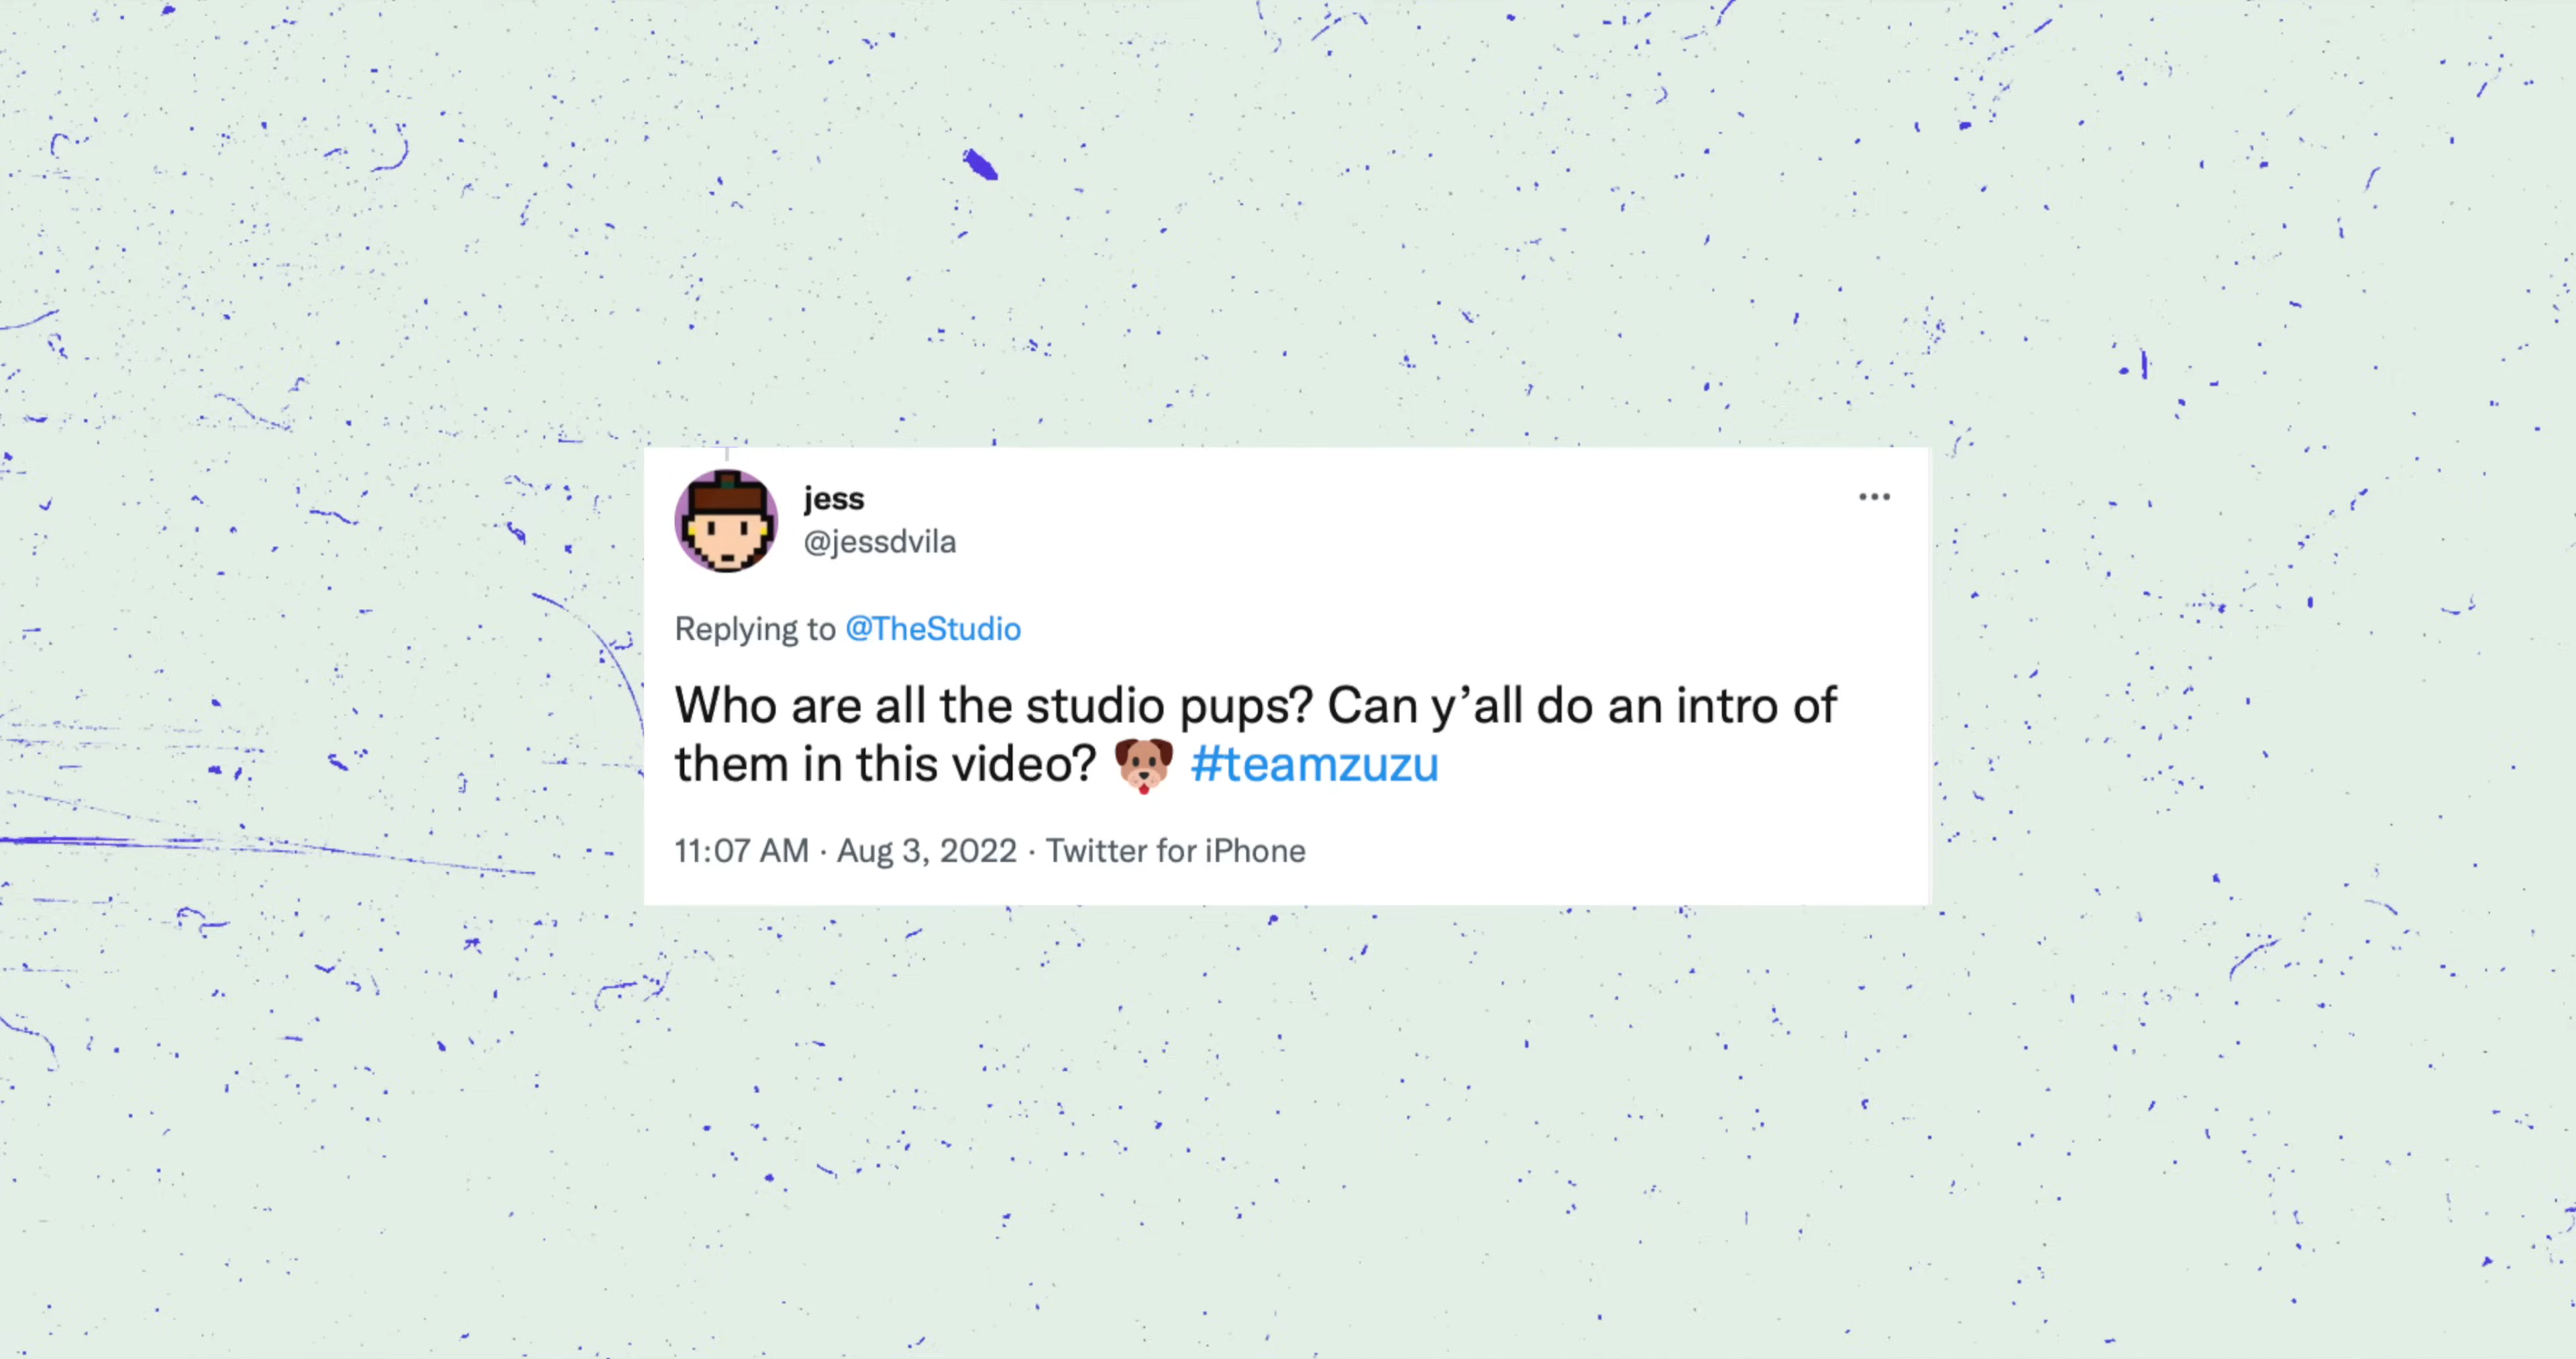 jess
@jessdvila
Replying to @TheStudio
Who are all the studio pups? Can y’all do an intro of
them in this video? 🐶 #teamzuzu
11:07 AM · Aug 3, 2022 · Twitter for iPhone